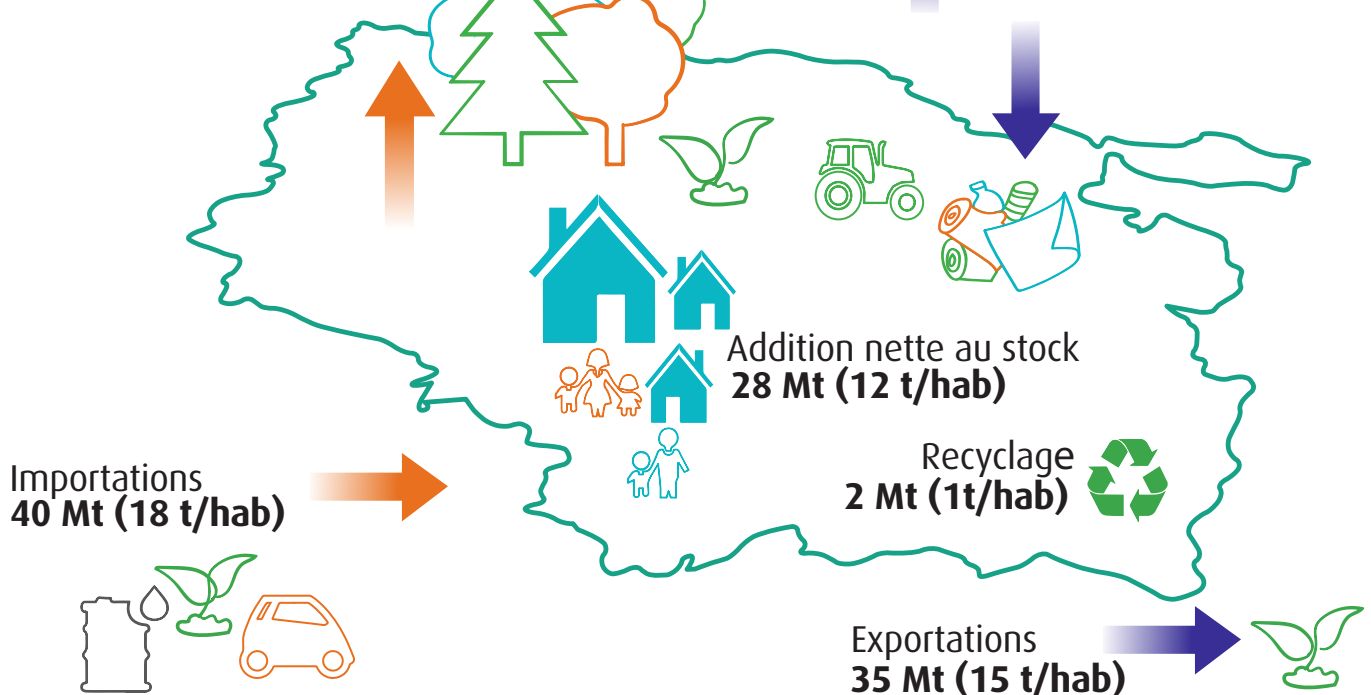 Addition nette au stock
28 Mt (12 t/hab)
Recyclage
2 Mt (1t/hab)
Importations
40 Mt (18 t/hab)
Exportations
35 Mt (15 t/hab)